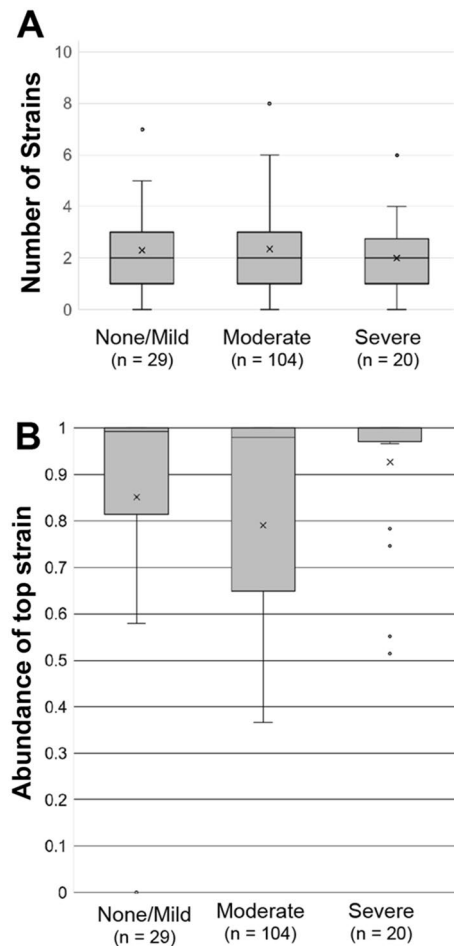 A
Number of Strains
10
8
6
4
2
0
None/Mild Moderate Severe
(n = 29) (n = 104) (n = 20)
B
Abundance of top strain
1
0.9
0.8
0.7
0.6
0.5
0.4
0.3
0.2
0.1
0
None/Mild Moderate Severe
(n = 29) (n = 104) (n = 20)